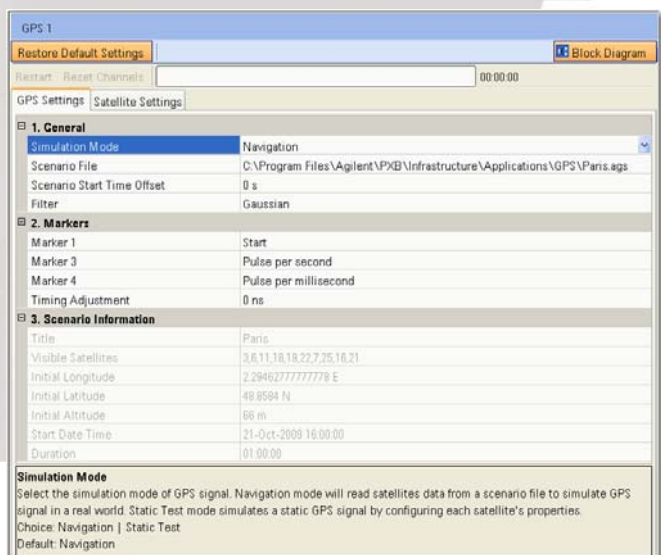 GPS 1
Restore Default Settings Block Diagram
Restart Reset Channels 00:00:00
GPS Settings Satellite Settings
1. General
Simulation Mode Navigation
Scenario File C:\Program Files\Agilent\PXB\Infrastructure\Applications\GPS\Paris.ags
Scenario Start Time Offset 0 s
Filter Gaussian
2. Markers
Marker 1 Start
Marker 3 Pulse per second
Marker 4 Pulse per millisecond
Timing Adjustment 0 ns
3. Scenario Information
Title Paris
Visible Satellites 3,6,11,18,19,22,7,25,16,21
Initial Longitude 2.29462777777778 E
Initial Latitude 48.8584 N
Initial Altitude 66 m
Start Date Time 21-Oct-2009 16:00:00
Duration 01:00:00
Simulation Mode
Select the simulation mode of GPS signal. Navigation mode will read satellites data from a scenario file to simulate GPS
signal in a real world. Static Test mode simulates a static GPS signal by configuring each satellite's properties.
Choice: Navigation | Static Test
Default: Navigation